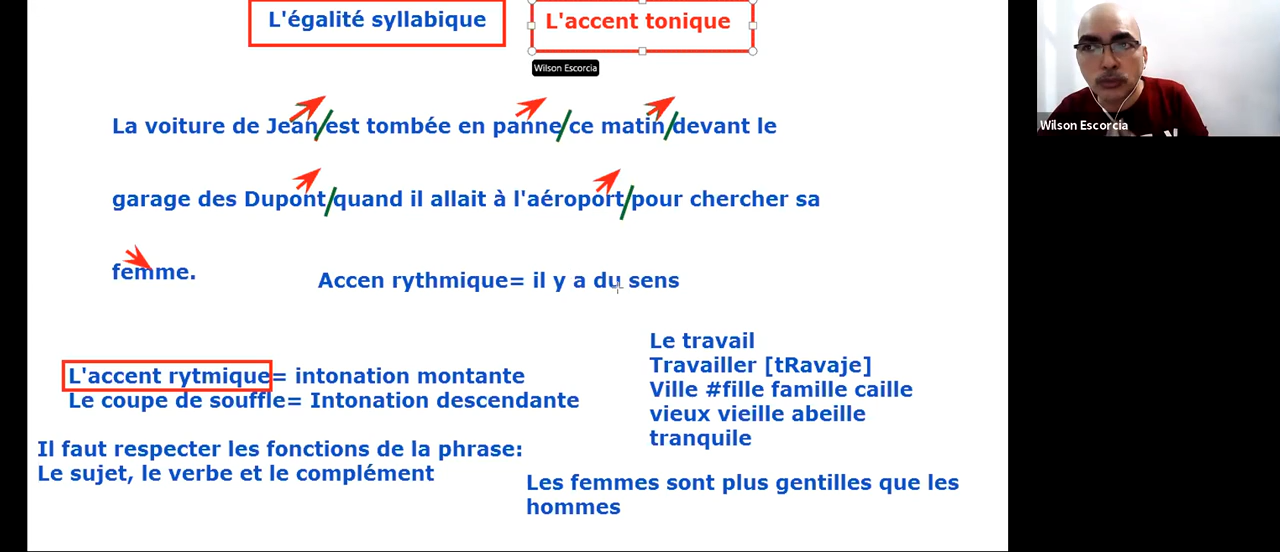 L'égalité syllabique
L'accent tonique
Wilson Escorcia
La voiture de Jean/est tombée en panne/ce matin/devant le
garage des Dupont/quand il allait à l'aéroport/pour chercher sa
femme.
Accen rythmique= il y a du sens
L'accent rytmique= intonation montante
Le coupe de souffle= Intonation descendante
Il faut respecter les fonctions de la phrase:
Le sujet, le verbe et le complément
Le travail
Travailler [tRavaje]
Ville #fille famille caille
vieux vieille abeille
tranquile
Les femmes sont plus gentilles que les
hommes
Wilson Escorcia